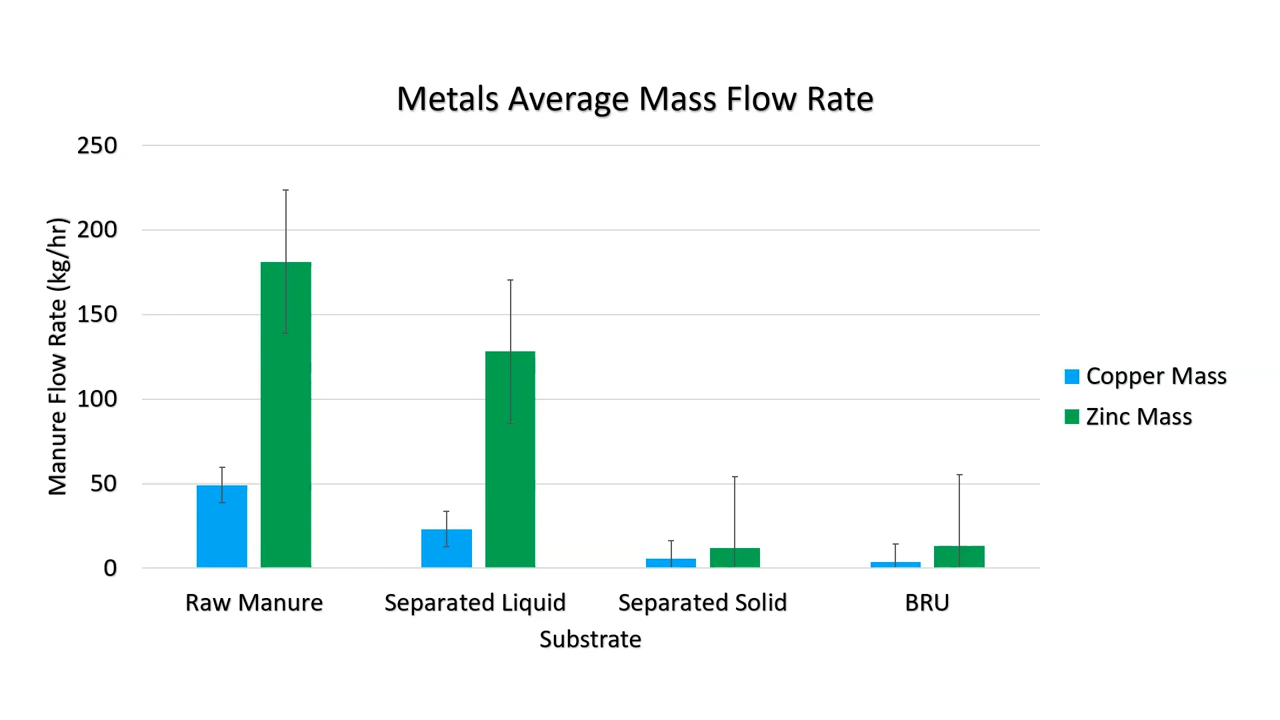 Metals Average Mass Flow Rate
250
200
150
100
50
0
Manure Flow Rate (kg/hr)
Raw Manure
Separated Liquid
Separated Solid
BRU
Substrate
Copper Mass
Zinc Mass